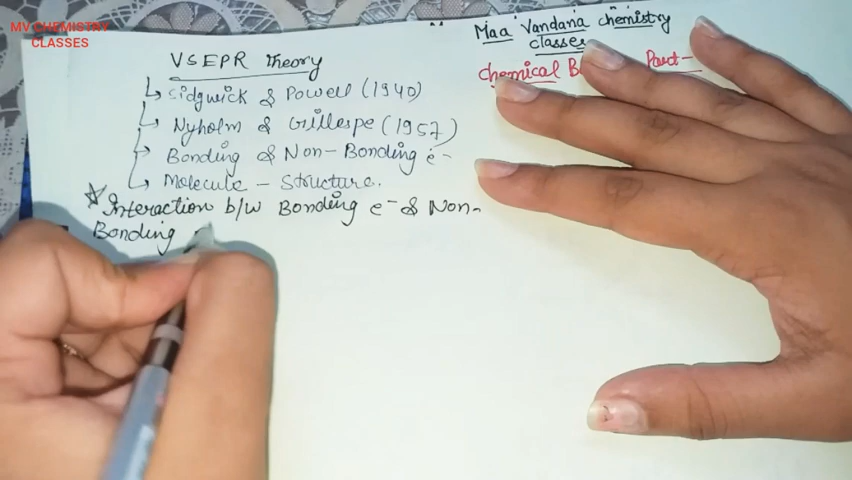 MV CHEMISTRY
CLASSES
Maa Vandana chemistry
classes
chemical Part-
VSEPR Theory
Sidgwick & Powell (1940)
Nyholm & Gillespe (1957)
Bonding & Non-Bonding e-
Molecule - Structure.
Interaction b/w Bonding e- & Non-
Bonding